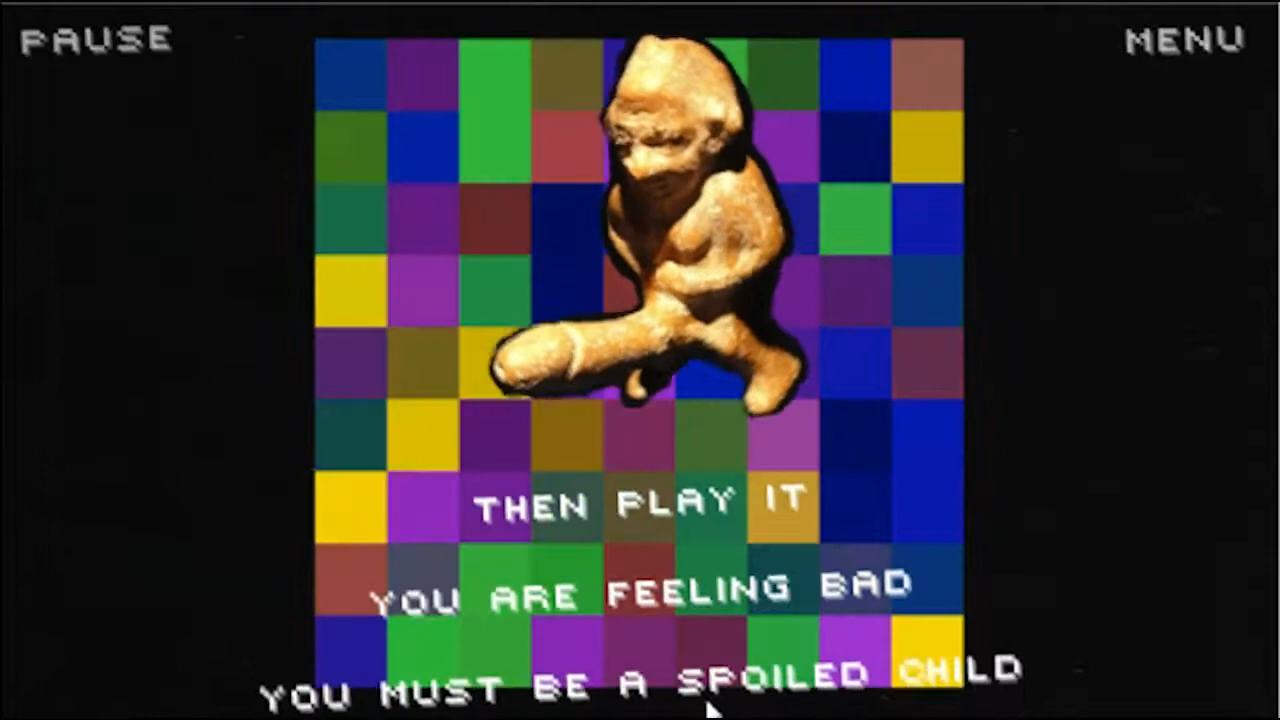 PAUSE
MENU
THEN PLAY IT
YOU ARE FEELING BAD
YOU MUST BE A SPOILED CHILD